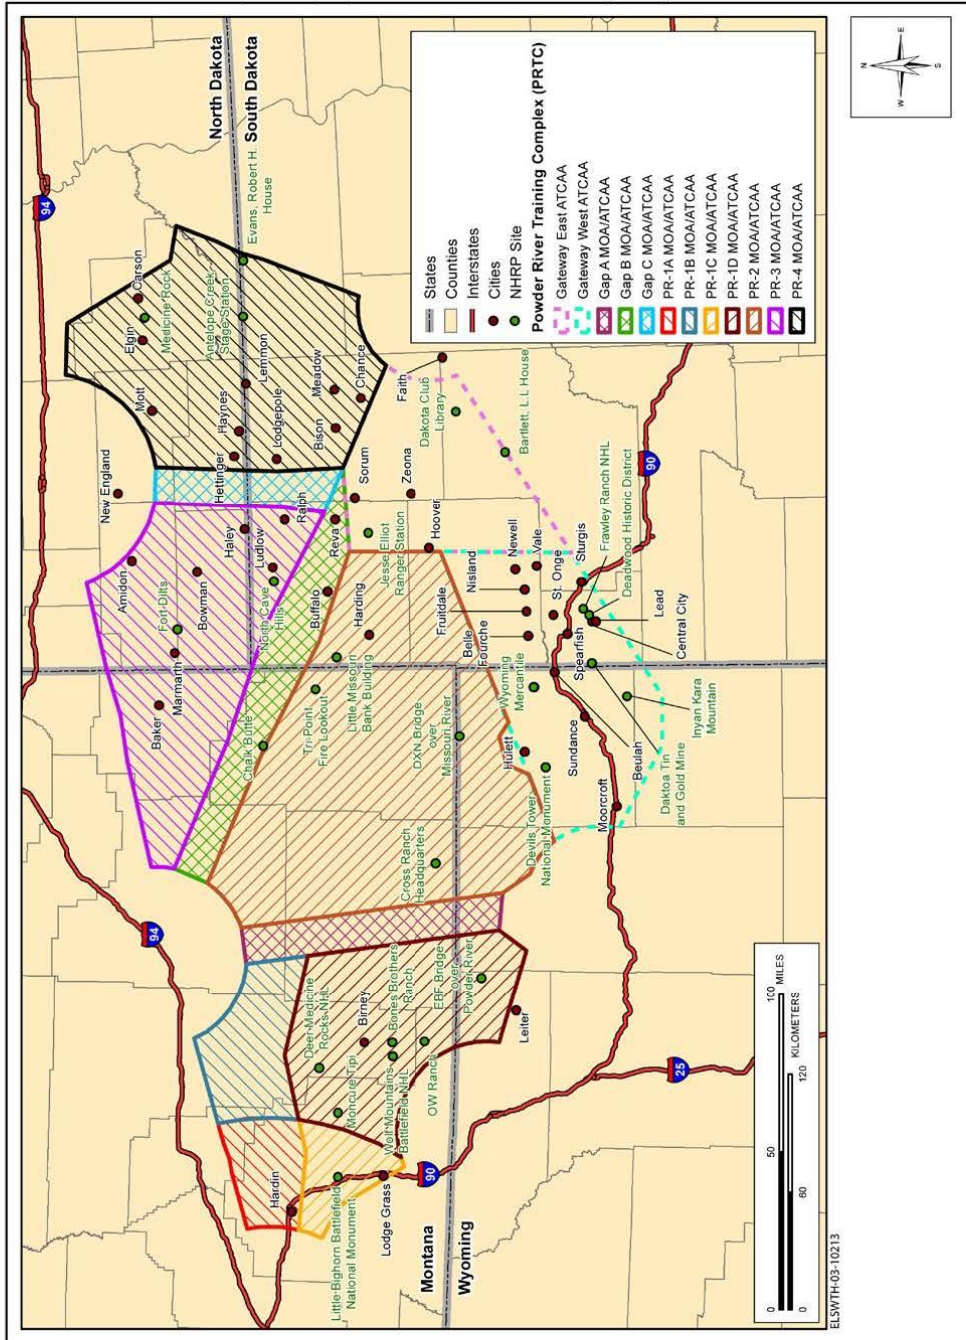 North Dakota
South Dakota
94
Evans, Robert H.
House
Carson
Medicine Rock
Elgin
Antelope Creek
Stage Station
Mott
Lemmon
Haynes
Lodgepole
Meadow
Chance
Bison
Hettinger
New England
Faith
Dakota Club
Library
Bartlett, L.L House
Sorum
Zeona
Ralph
Haley
Ludlow
Reva
Jesse Elliot
Ranger Station
Hoover
Amidon
Fort-Dilts
Bowman
North Cave
Hills
Buffalo
Harding
Marmarth
Baker
Chalk Butte
Tri-Point
Fire Lookout
Little Missouri
Bank Building
Newell
Vale
Nisland
Fruitdale
St. Onge
Sturgis
Belle
Fourche
Frawley Ranch NHL
Deadwood Historic District
90
Spearfish
Lead
Central City
Wyoming
Mercantile
DXN Bridge
over
Missouri River
Hulett
Inyan Kara
Mountain
Sundance
Beulah
Daktoa Tin
and Gold Mine
Moorcroft
Devils Tower
National Monument
Cross Ranch
Headquarters
94
Deer Medicine
Rocks NHL
Birney
Bones Brothers
Ranch
EBF Bridge
over
Powder River
Leiter
Moncure Tipi
Wolf Mountains
Battlefield NHL
OW Ranch
25
Hardin
Little-Bighorn Battlefield
National Monument
Lodge Grass
90
Montana
Wyoming
States
Counties
Interstates
Cities
NHRP Site
Powder River Training Complex (PRTC)
Gateway East ATCAA
Gateway West ATCAA
Gap A MOA/ATCAA
Gap B MOA/ATCAA
Gap C MOA/ATCAA
PR-1A MOA/ATCAA
PR-1B MOA/ATCAA
PR-1C MOA/ATCAA
PR-1D MOA/ATCAA
PR-2 MOA/ATCAA
PR-3 MOA/ATCAA
PR-4 MOA/ATCAA
N
W
E
S
0 50 100 MILES
0 60 120 KILOMETERS
ELSWTH-03-10213